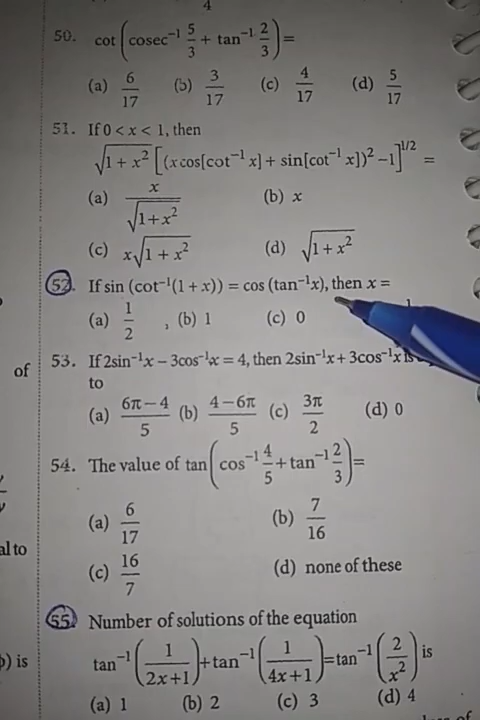 4
50. cot (cosec⁻¹ 5/3 + tan⁻¹ 2/3) =
(a) 6/17 (b) 3/17 (c) 4/17 (d) 5/17
51. If 0 < x < 1, then
√(1 + x²) [(x cos[cot⁻¹ x] + sin[cot⁻¹ x])² – 1]^1/2 =
(a) x/√(1+x²) (b) x
(c) x√(1 + x²) (d) √(1 + x²)
52. If sin (cot⁻¹(1 + x)) = cos (tan⁻¹x), then x =
(a) 1/2 , (b) 1 (c) 0
of
53. If 2sin⁻¹x – 3cos⁻¹x = 4, then 2sin⁻¹x + 3cos⁻¹x is
to
(a) (6π – 4)/5 (b) (4 – 6π)/5 (c) 3π/2 (d) 0
54. The value of tan(cos⁻¹ 4/5 + tan⁻¹ 2/3) =
(a) 6/17 (b) 7/16
al to
(c) 16/7 (d) none of these
55. Number of solutions of the equation
) is
tan⁻¹(1/(2x+1)) + tan⁻¹(1/(4x+1)) = tan⁻¹(2/x²) is
(a) 1 (b) 2 (c) 3 (d) 4